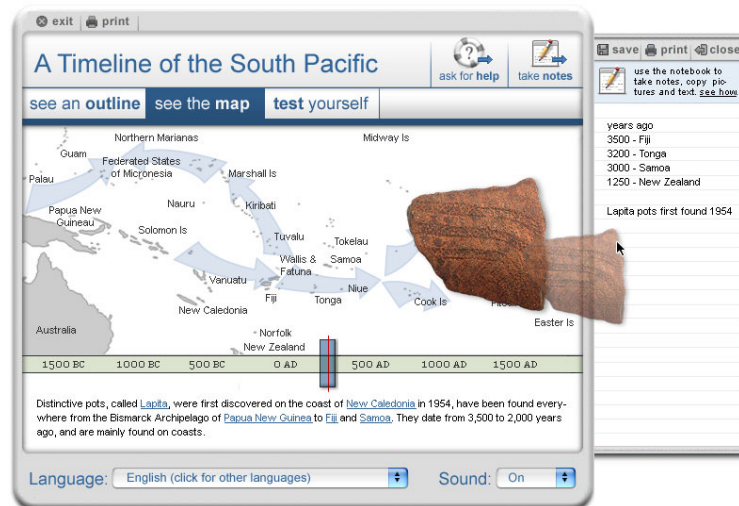 exit print
A Timeline of the South Pacific
ask for help
take notes
see an outline see the map test yourself
Northern Marianas
Midway Is
Guam
Federated States
of Micronesia
Palau
Marshall Is
Nauru
Kiribati
Papua New
Guineau
Solomon Is
Tuvalu
Tokelau
Wallis &
Fatuna
Samoa
Vanuatu
Niue
Fiji
Tonga
Cook Is
New Caledonia
Easter Is
Australia
Norfolk
New Zealand
1500 BC 1000 BC 500 BC 0 AD 500 AD 1000 AD 1500 AD
Distinctive pots, called Lapita, were first discovered on the coast of New Caledonia in 1954, have been found every-
where from the Bismarck Archipelago of Papua New Guinea to Fiji and Samoa. They date from 3,500 to 2,000 years
ago, and are mainly found on coasts.
Language: English (click for other languages) Sound: On
save print close
use the notebook to
take notes, copy pic-
tures and text. see how.
years ago
3500 - Fiji
3200 - Tonga
3000 - Samoa
1250 - New Zealand
Lapita pots first found 1954